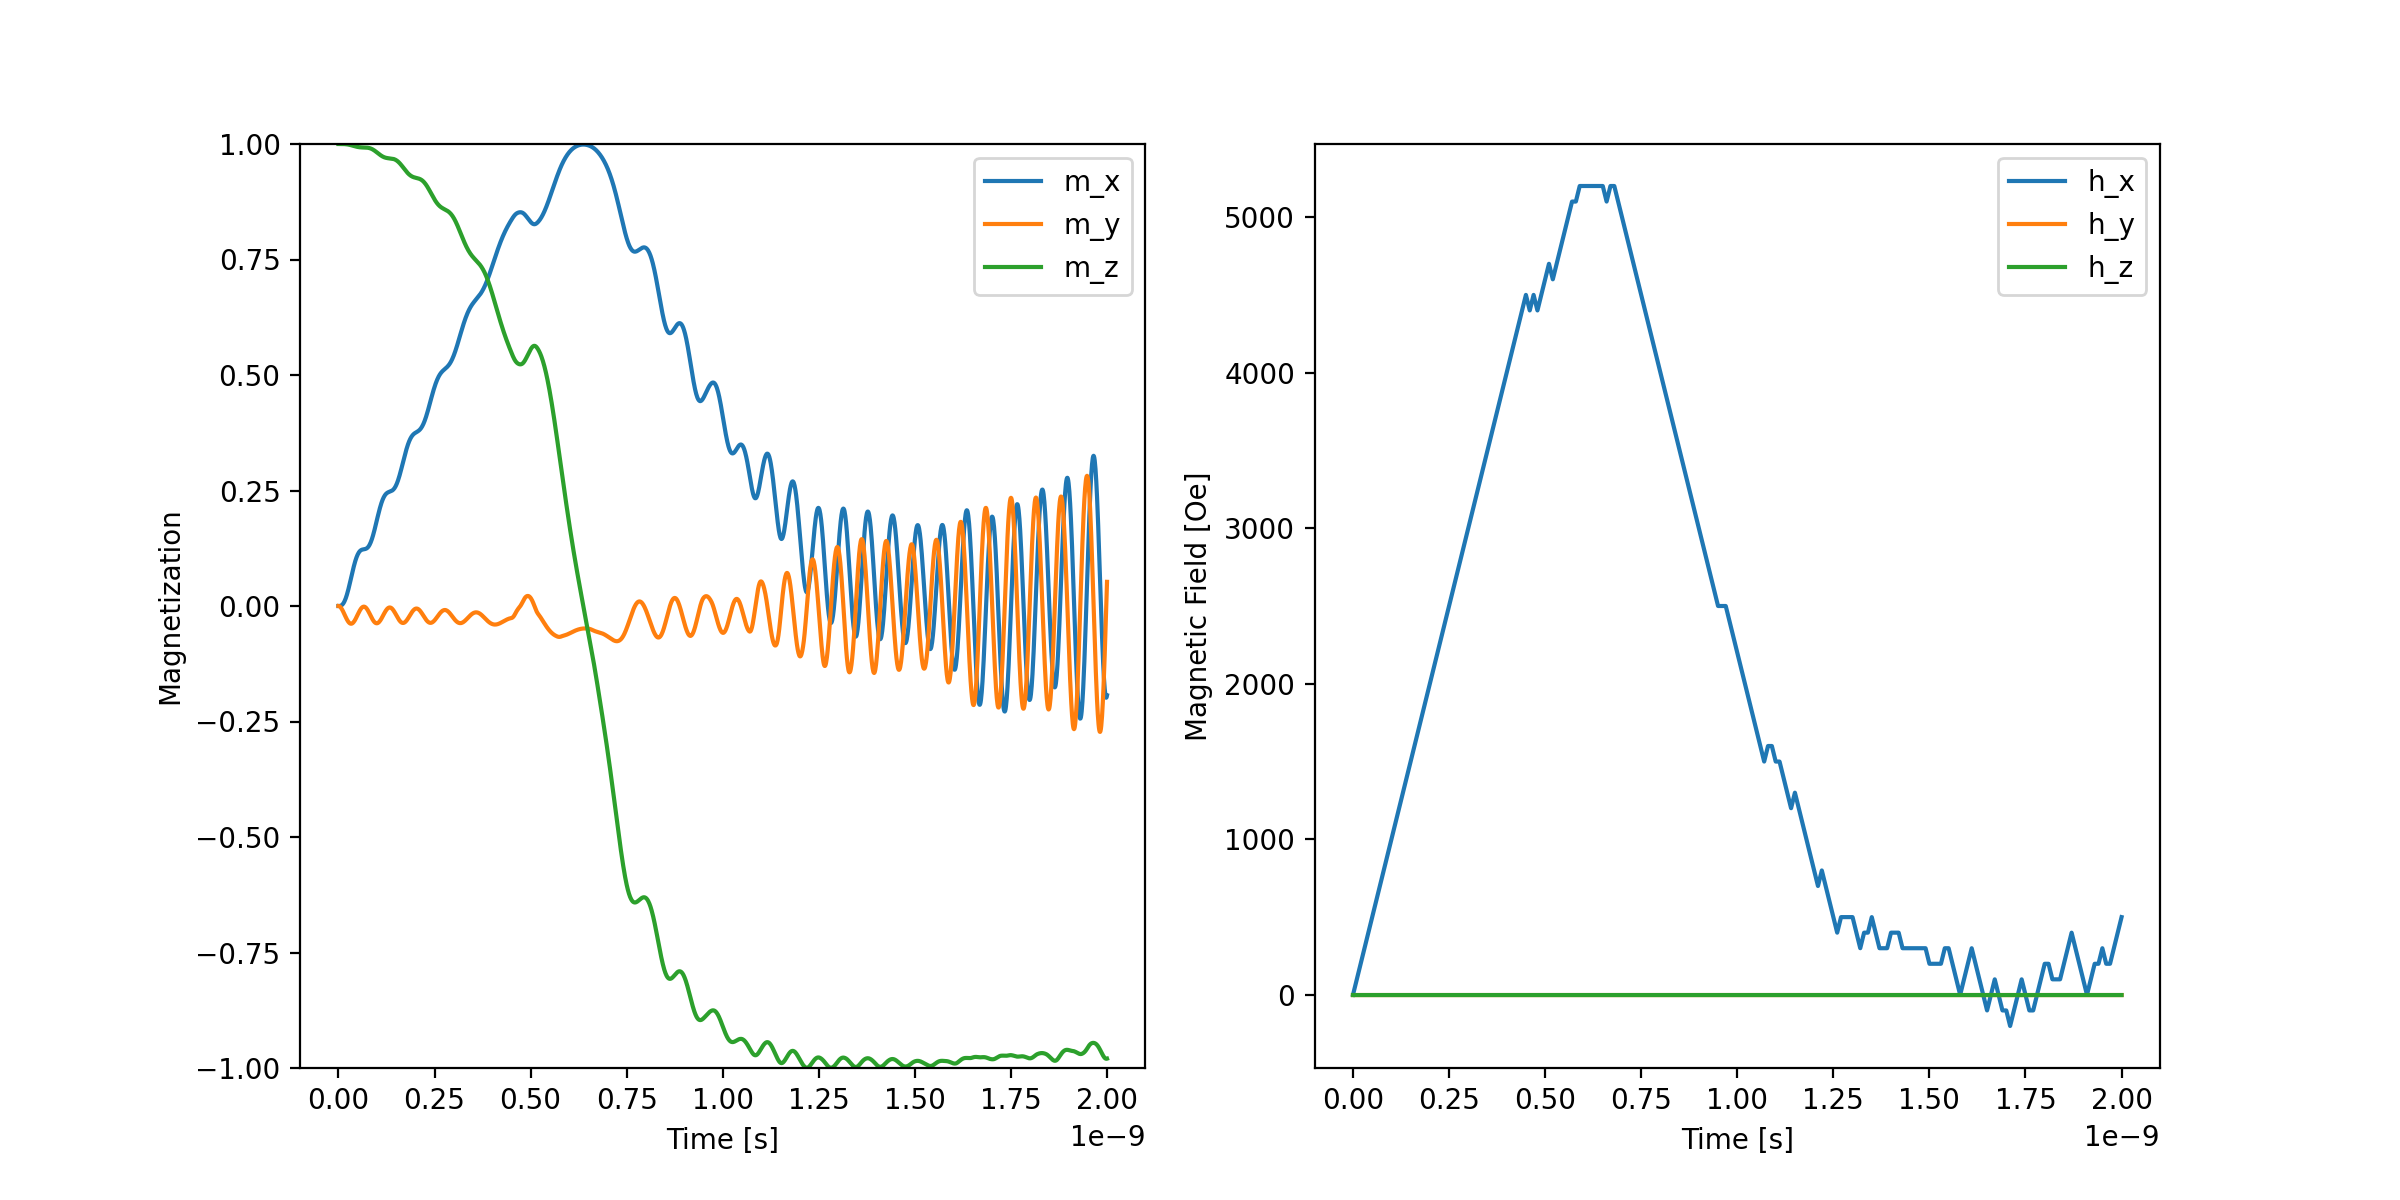 Magnetization
1.00
0.75
0.50
0.25
0.00
−0.25
−0.50
−0.75
−1.00
m_x
m_y
m_z
0.00 0.25 0.50 0.75 1.00 1.25 1.50 1.75 2.00
Time [s]
1e−9
Magnetic Field [Oe]
5000
4000
3000
2000
1000
0
h_x
h_y
h_z
0.00 0.25 0.50 0.75 1.00 1.25 1.50 1.75 2.00
Time [s]
1e−9